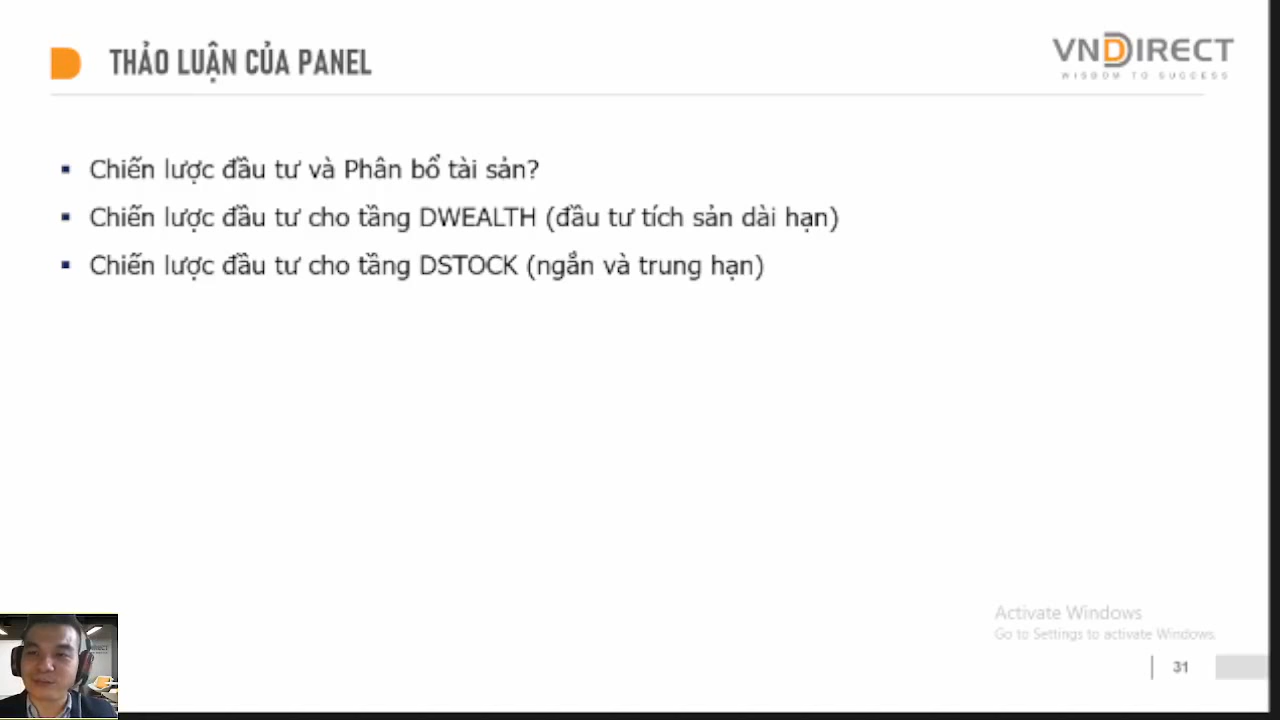 THẢO LUẬN CỦA PANEL
VNDIRECT
WISDOM TO SUCCESS
▪ Chiến lược đầu tư và Phân bổ tài sản?
▪ Chiến lược đầu tư cho tầng DWEALTH (đầu tư tích sản dài hạn)
▪ Chiến lược đầu tư cho tầng DSTOCK (ngắn và trung hạn)
Activate Windows
Go to Settings to activate Windows.
31
DIRECT